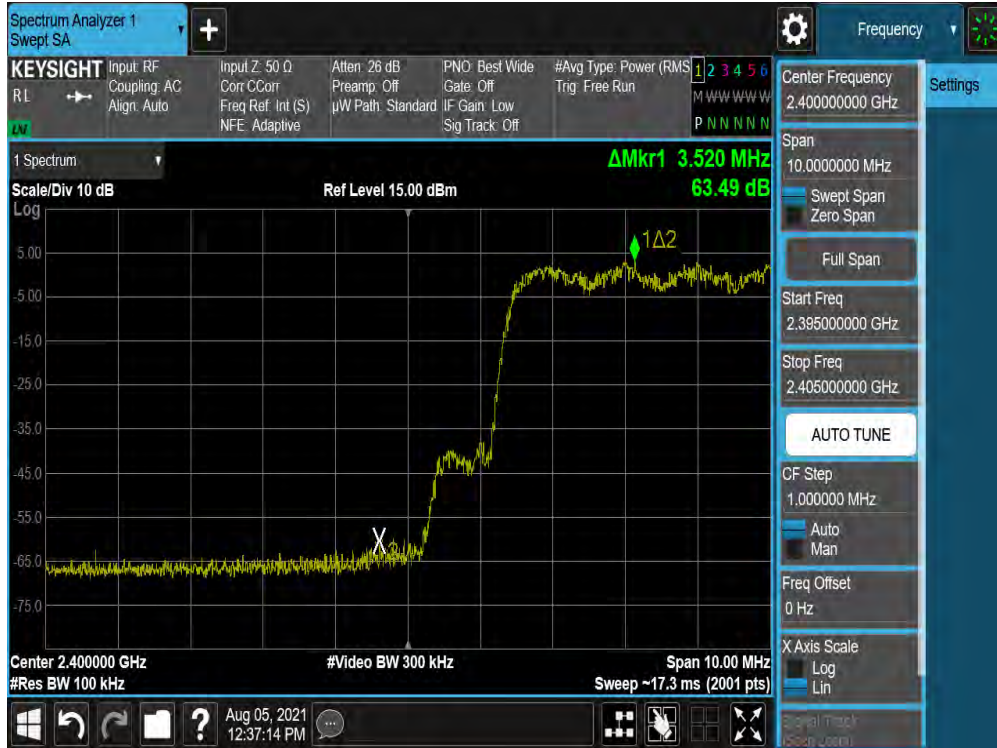 Spectrum Analyzer 1
Swept SA
+
Frequency
KEYSIGHT
RL
Input: RF
Coupling: AC
Align: Auto
Input Z: 50 Ω
Corr CCorr
Freq Ref: Int (S)
NFE: Adaptive
Atten: 26 dB
Preamp: Off
µW Path: Standard
PNO: Best Wide
Gate: Off
IF Gain: Low
Sig Track: Off
#Avg Type: Power (RMS
Trig: Free Run
1 2 3 4 5 6
M W W W W W
P N N N N N
1 Spectrum
ΔMkr1 3.520 MHz
63.49 dB
Scale/Div 10 dB
Ref Level 15.00 dBm
Log
1Δ2
5.00
-5.00
-15.0
-25.0
-35.0
-45.0
-55.0
-65.0
-75.0
X2
Center 2.400000 GHz
#Video BW 300 kHz
Span 10.00 MHz
#Res BW 100 kHz
Sweep ~17.3 ms (2001 pts)
Center Frequency
2.400000000 GHz
Settings
Span
10.0000000 MHz
Swept Span
Zero Span
Full Span
Start Freq
2.395000000 GHz
Stop Freq
2.405000000 GHz
AUTO TUNE
CF Step
1.000000 MHz
Auto
Man
Freq Offset
0 Hz
X Axis Scale
Log
Lin
Signal Track
(Span Zoom)
?
Aug 05, 2021
12:37:14 PM